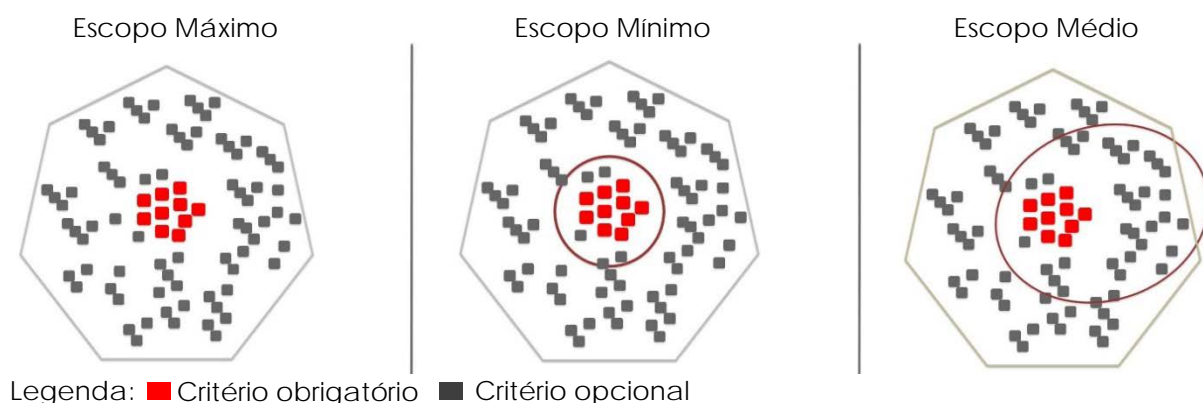 Escopo Máximo
Escopo Mínimo
Escopo Médio
Legenda: Critério obrigatório Critério opcional